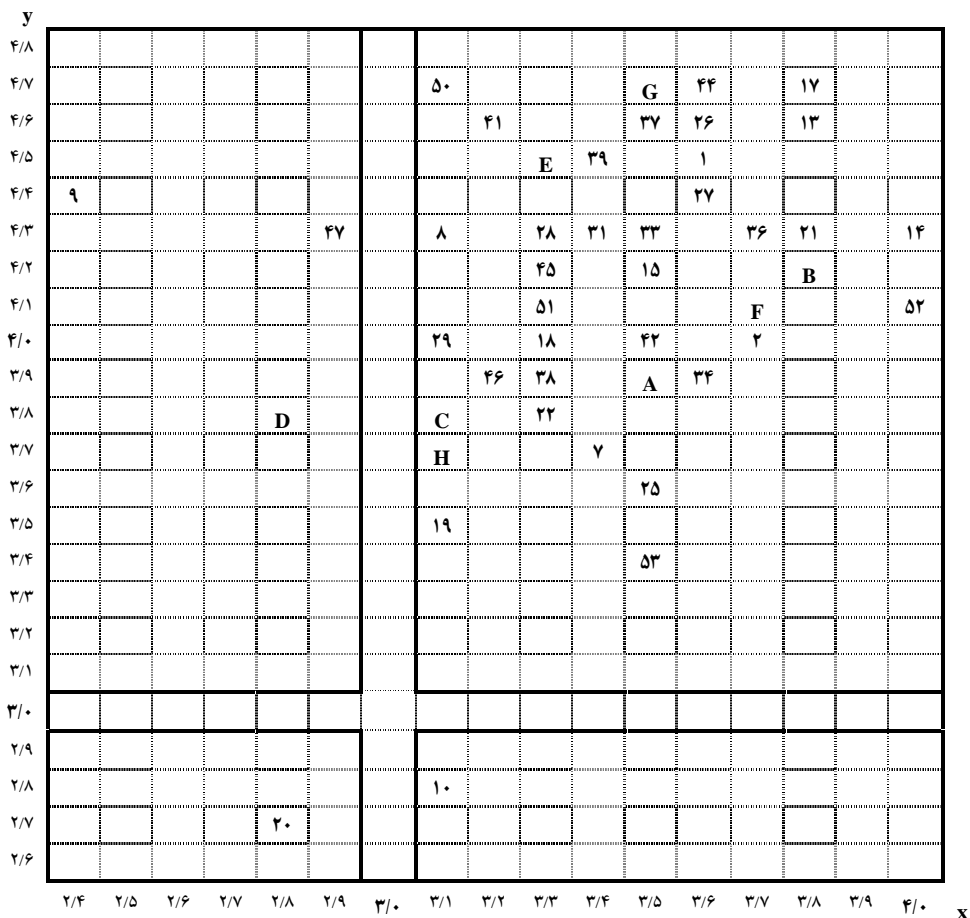 y
۴/۸
۴/۷ ۵۰ G ۴۴ ۱۷
۴/۶ ۴۱ ۳۷ ۲۶ ۱۳
۴/۵ E ۳۹ ۱
۴/۴ ۹ ۲۷
۴/۳ ۴۷ ۸ ۲۸ ۳۱ ۳۳ ۳۶ ۲۱ ۱۴
۴/۲ ۴۵ ۱۵ B
۴/۱ ۵۱ F ۵۲
۴/۰ ۲۹ ۱۸ ۴۲ ۲
۳/۹ ۴۶ ۳۸ A ۳۴
۳/۸ D C ۲۲
۳/۷ H ۷
۳/۶ ۲۵
۳/۵ ۱۹
۳/۴ ۵۳
۳/۳
۳/۲
۳/۱
۳/۰
۲/۹
۲/۸ ۱۰
۲/۷ ۲۰
۲/۶
۲/۴ ۲/۵ ۲/۶ ۲/۷ ۲/۸ ۲/۹ ۳/۰ ۳/۱ ۳/۲ ۳/۳ ۳/۴ ۳/۵ ۳/۶ ۳/۷ ۳/۸ ۳/۹ ۴/۰ x